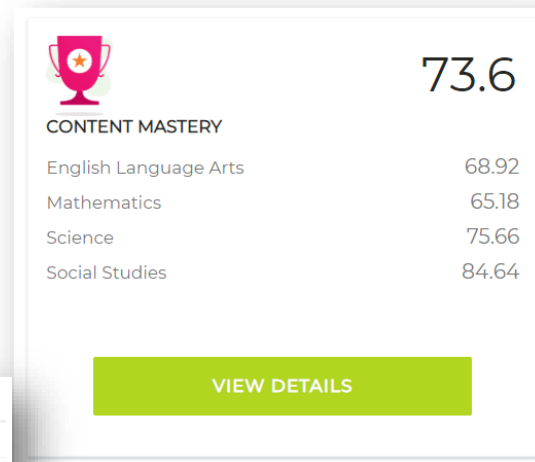 73.6
CONTENT MASTERY
English Language Arts 68.92
Mathematics 65.18
Science 75.66
Social Studies 84.64
VIEW DETAILS